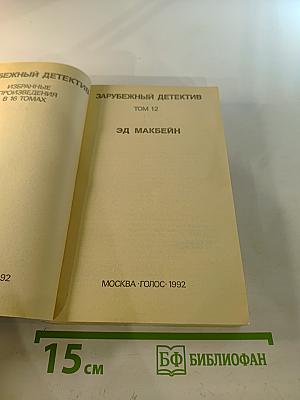 БЕЖНЫЙ ДЕТЕКТИВ
ИЗБРАННЫЕ
ПРОИЗВЕДЕНИЯ
В 16 ТОМАХ
92
ЗАРУБЕЖНЫЙ ДЕТЕКТИВ
ТОМ 12
ЭД МАКБЕЙН
МОСКВА·ГОЛОС·1992
15 см
БФ БИБЛИОФАН